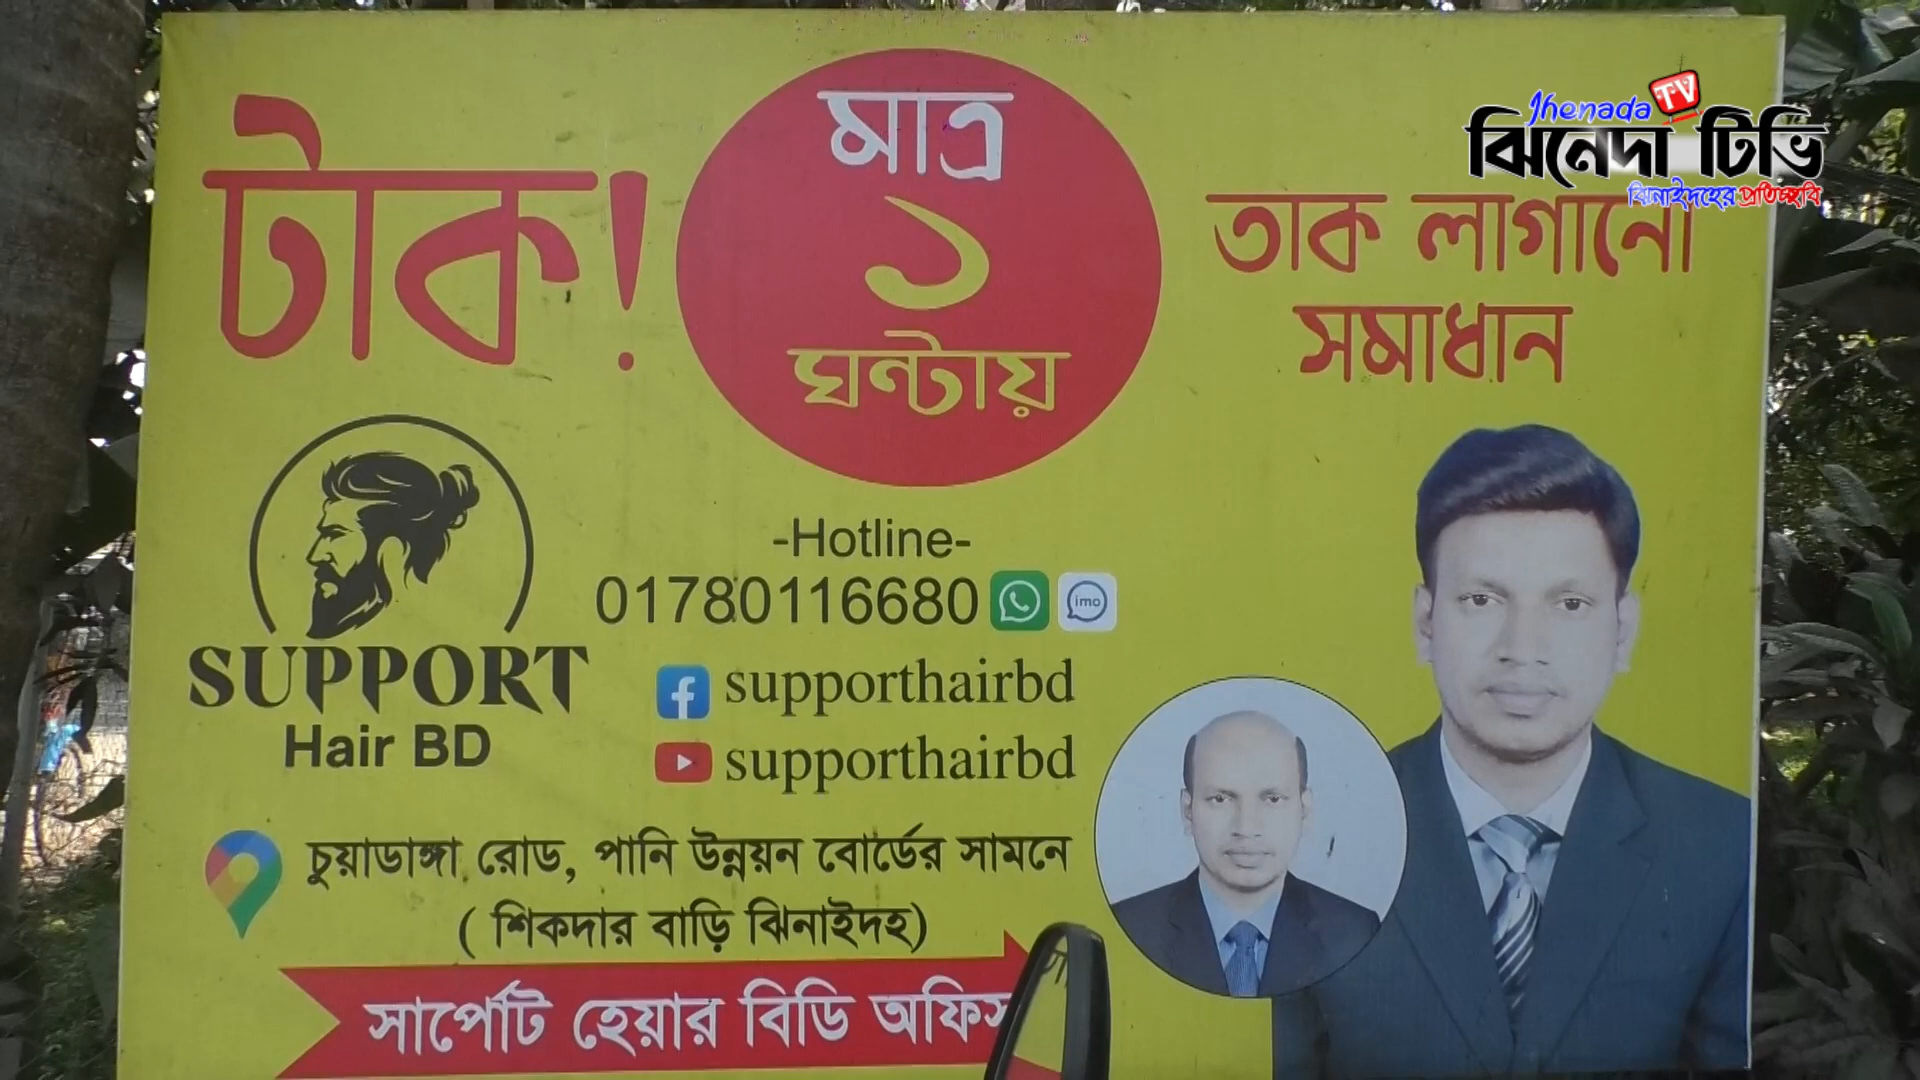 Jhenada TV
ঝিনেদা টিভি
ঝিনাইদহের প্রতিচ্ছবি
টাক!
মাত্র
১
ঘন্টায়
তাক লাগানো
সমাধান
SUPPORT
Hair BD
-Hotline-
01780116680
imo
supporthairbd
supporthairbd
চুয়াডাঙ্গা রোড, পানি উন্নয়ন বোর্ডের সামনে
( শিকদার বাড়ি ঝিনাইদহ)
সার্পোট হেয়ার বিডি অফিস